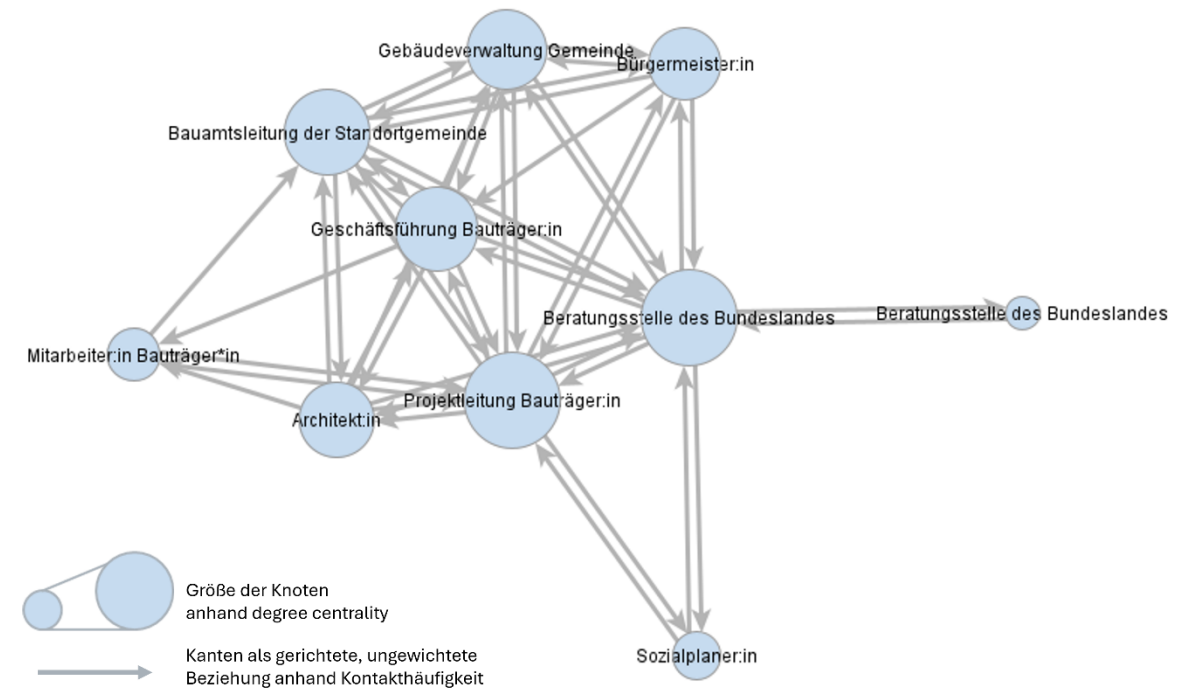 Gebäudeverwaltung Gemeinde
Bürgermeister:in
Bauamtsleitung der Standortgemeinde
Geschäftsführung Bauträger:in
Beratungsstelle des Bundeslandes
Beratungsstelle des Bundeslandes
Mitarbeiter:in Bauträger*in
Projektleitung Bauträger:in
Architekt:in
Sozialplaner:in
Größe der Knoten
anhand degree centrality
Kanten als gerichtete, ungewichtete
Beziehung anhand Kontakthäufigkeit